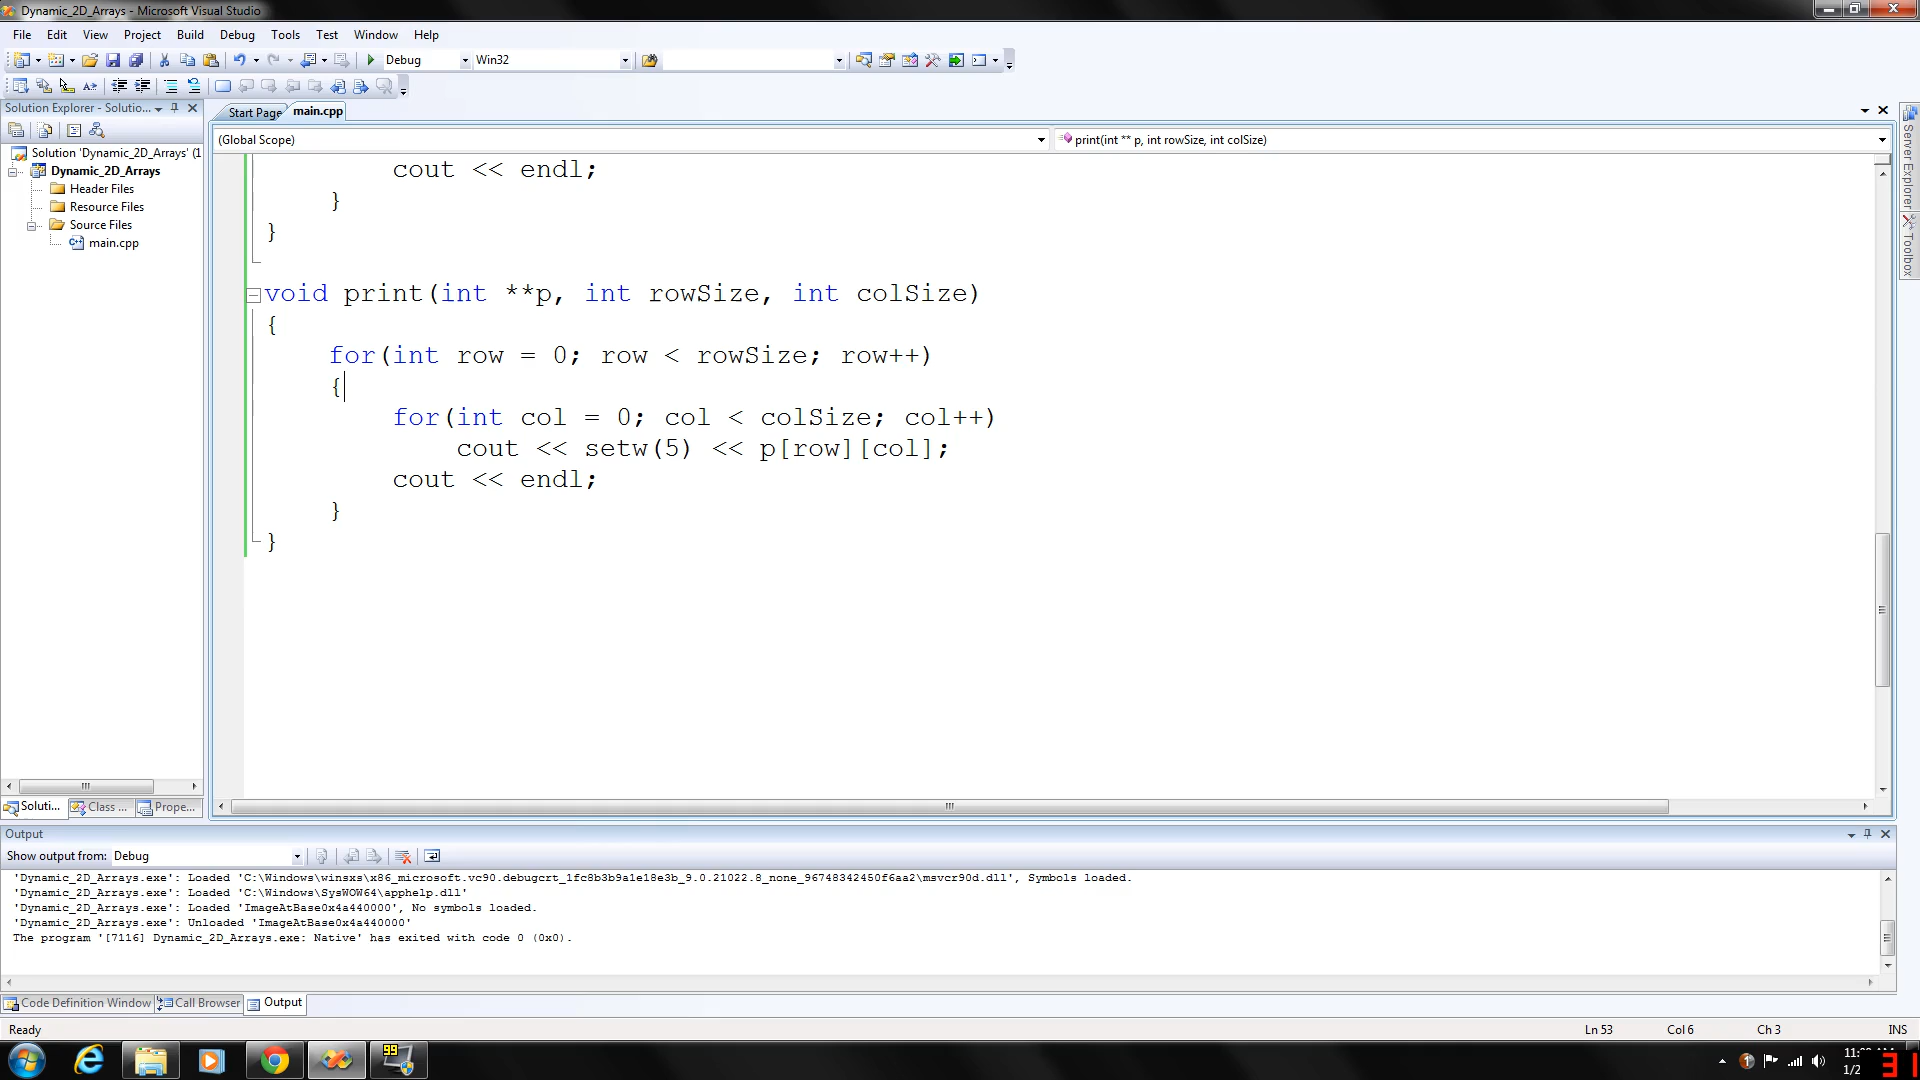 Dynamic_2D_Arrays - Microsoft Visual Studio
File Edit View Project Build Debug Tools Test Window Help
Debug Win32
Solution Explorer - Solutio...
Start Page main.cpp
(Global Scope) print(int ** p, int rowSize, int colSize)
Solution 'Dynamic_2D_Arrays' (1
Dynamic_2D_Arrays
Header Files
Resource Files
Source Files
main.cpp
cout << endl;
}
}
void print(int **p, int rowSize, int colSize)
{
for(int row = 0; row < rowSize; row++)
{
for(int col = 0; col < colSize; col++)
cout << setw(5) << p[row][col];
cout << endl;
}
}
Server Explorer
Toolbox
Soluti... Class ... Prope...
Output
Show output from: Debug
'Dynamic_2D_Arrays.exe': Loaded 'C:\Windows\winsxs\x86_microsoft.vc90.debugcrt_1fc8b3b9a1e18e3b_9.0.21022.8_none_96748342450f6aa2\msvcr90d.dll', Symbols loaded.
'Dynamic_2D_Arrays.exe': Loaded 'C:\Windows\SysWOW64\apphelp.dll'
'Dynamic_2D_Arrays.exe': Loaded 'ImageAtBase0x4a440000', No symbols loaded.
'Dynamic_2D_Arrays.exe': Unloaded 'ImageAtBase0x4a440000'
The program '[7116] Dynamic_2D_Arrays.exe: Native' has exited with code 0 (0x0).
Code Definition Window Call Browser Output
Ready Ln 53 Col 6 Ch 3 INS
99
1/2
31